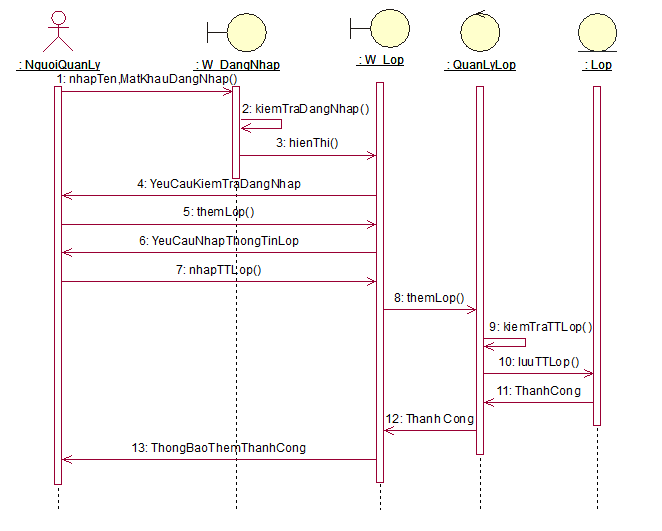 : NguoiQuanLy
: W_DangNhap
: W_Lop
: QuanLyLop
: Lop
1: nhapTen,MatKhauDangNhap()
2: kiemTraDangNhap()
3: hienThi()
4: YeuCauKiemTraDangNhap
5: themLop()
6: YeuCauNhapThongTinLop
7: nhapTTLop()
8: themLop()
9: kiemTraTTLop()
10: luuTTLop()
11: ThanhCong
12: Thanh Cong
13: ThongBaoThemThanhCong